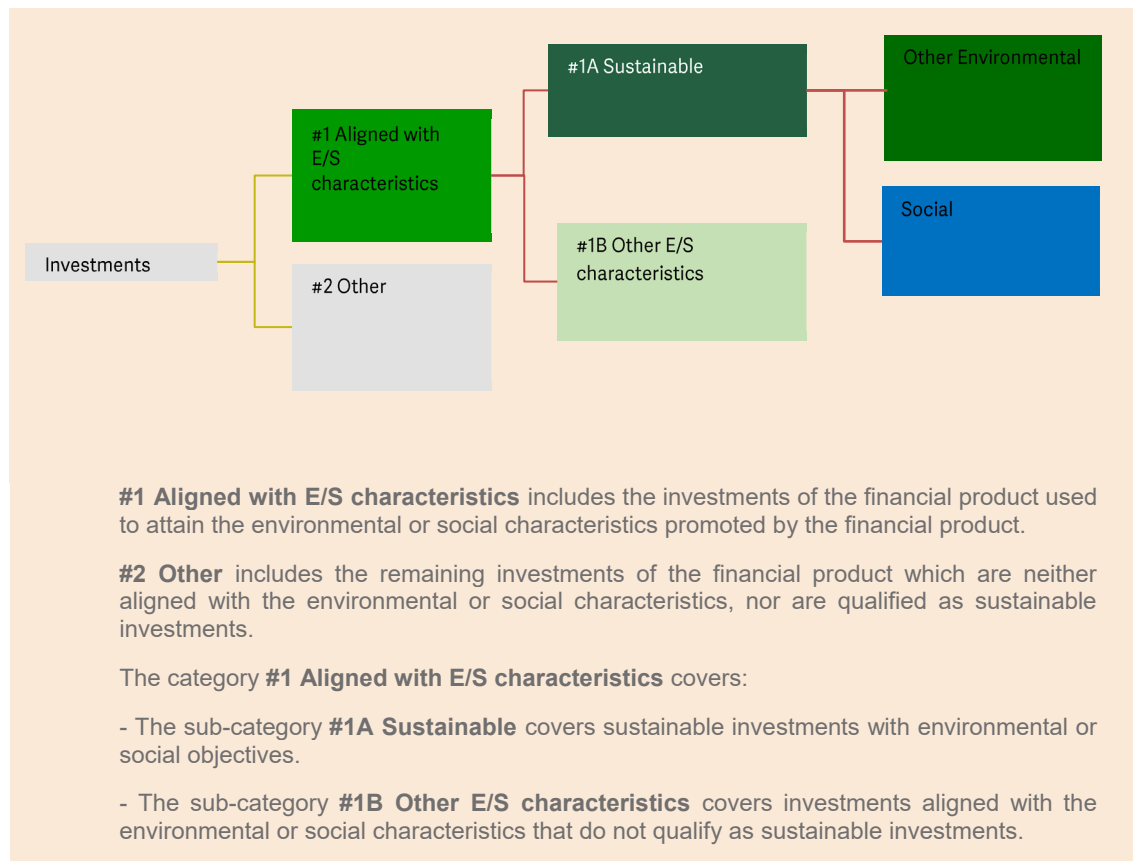 #1A Sustainable
Other Environmental
#1 Aligned with
E/S
characteristics
Social
#1B Other E/S
characteristics
Investments
#2 Other
#1 Aligned with E/S characteristics includes the investments of the financial product used
to attain the environmental or social characteristics promoted by the financial product.
#2 Other includes the remaining investments of the financial product which are neither
aligned with the environmental or social characteristics, nor are qualified as sustainable
investments.
The category #1 Aligned with E/S characteristics covers:
- The sub-category #1A Sustainable covers sustainable investments with environmental or
social objectives.
- The sub-category #1B Other E/S characteristics covers investments aligned with the
environmental or social characteristics that do not qualify as sustainable investments.